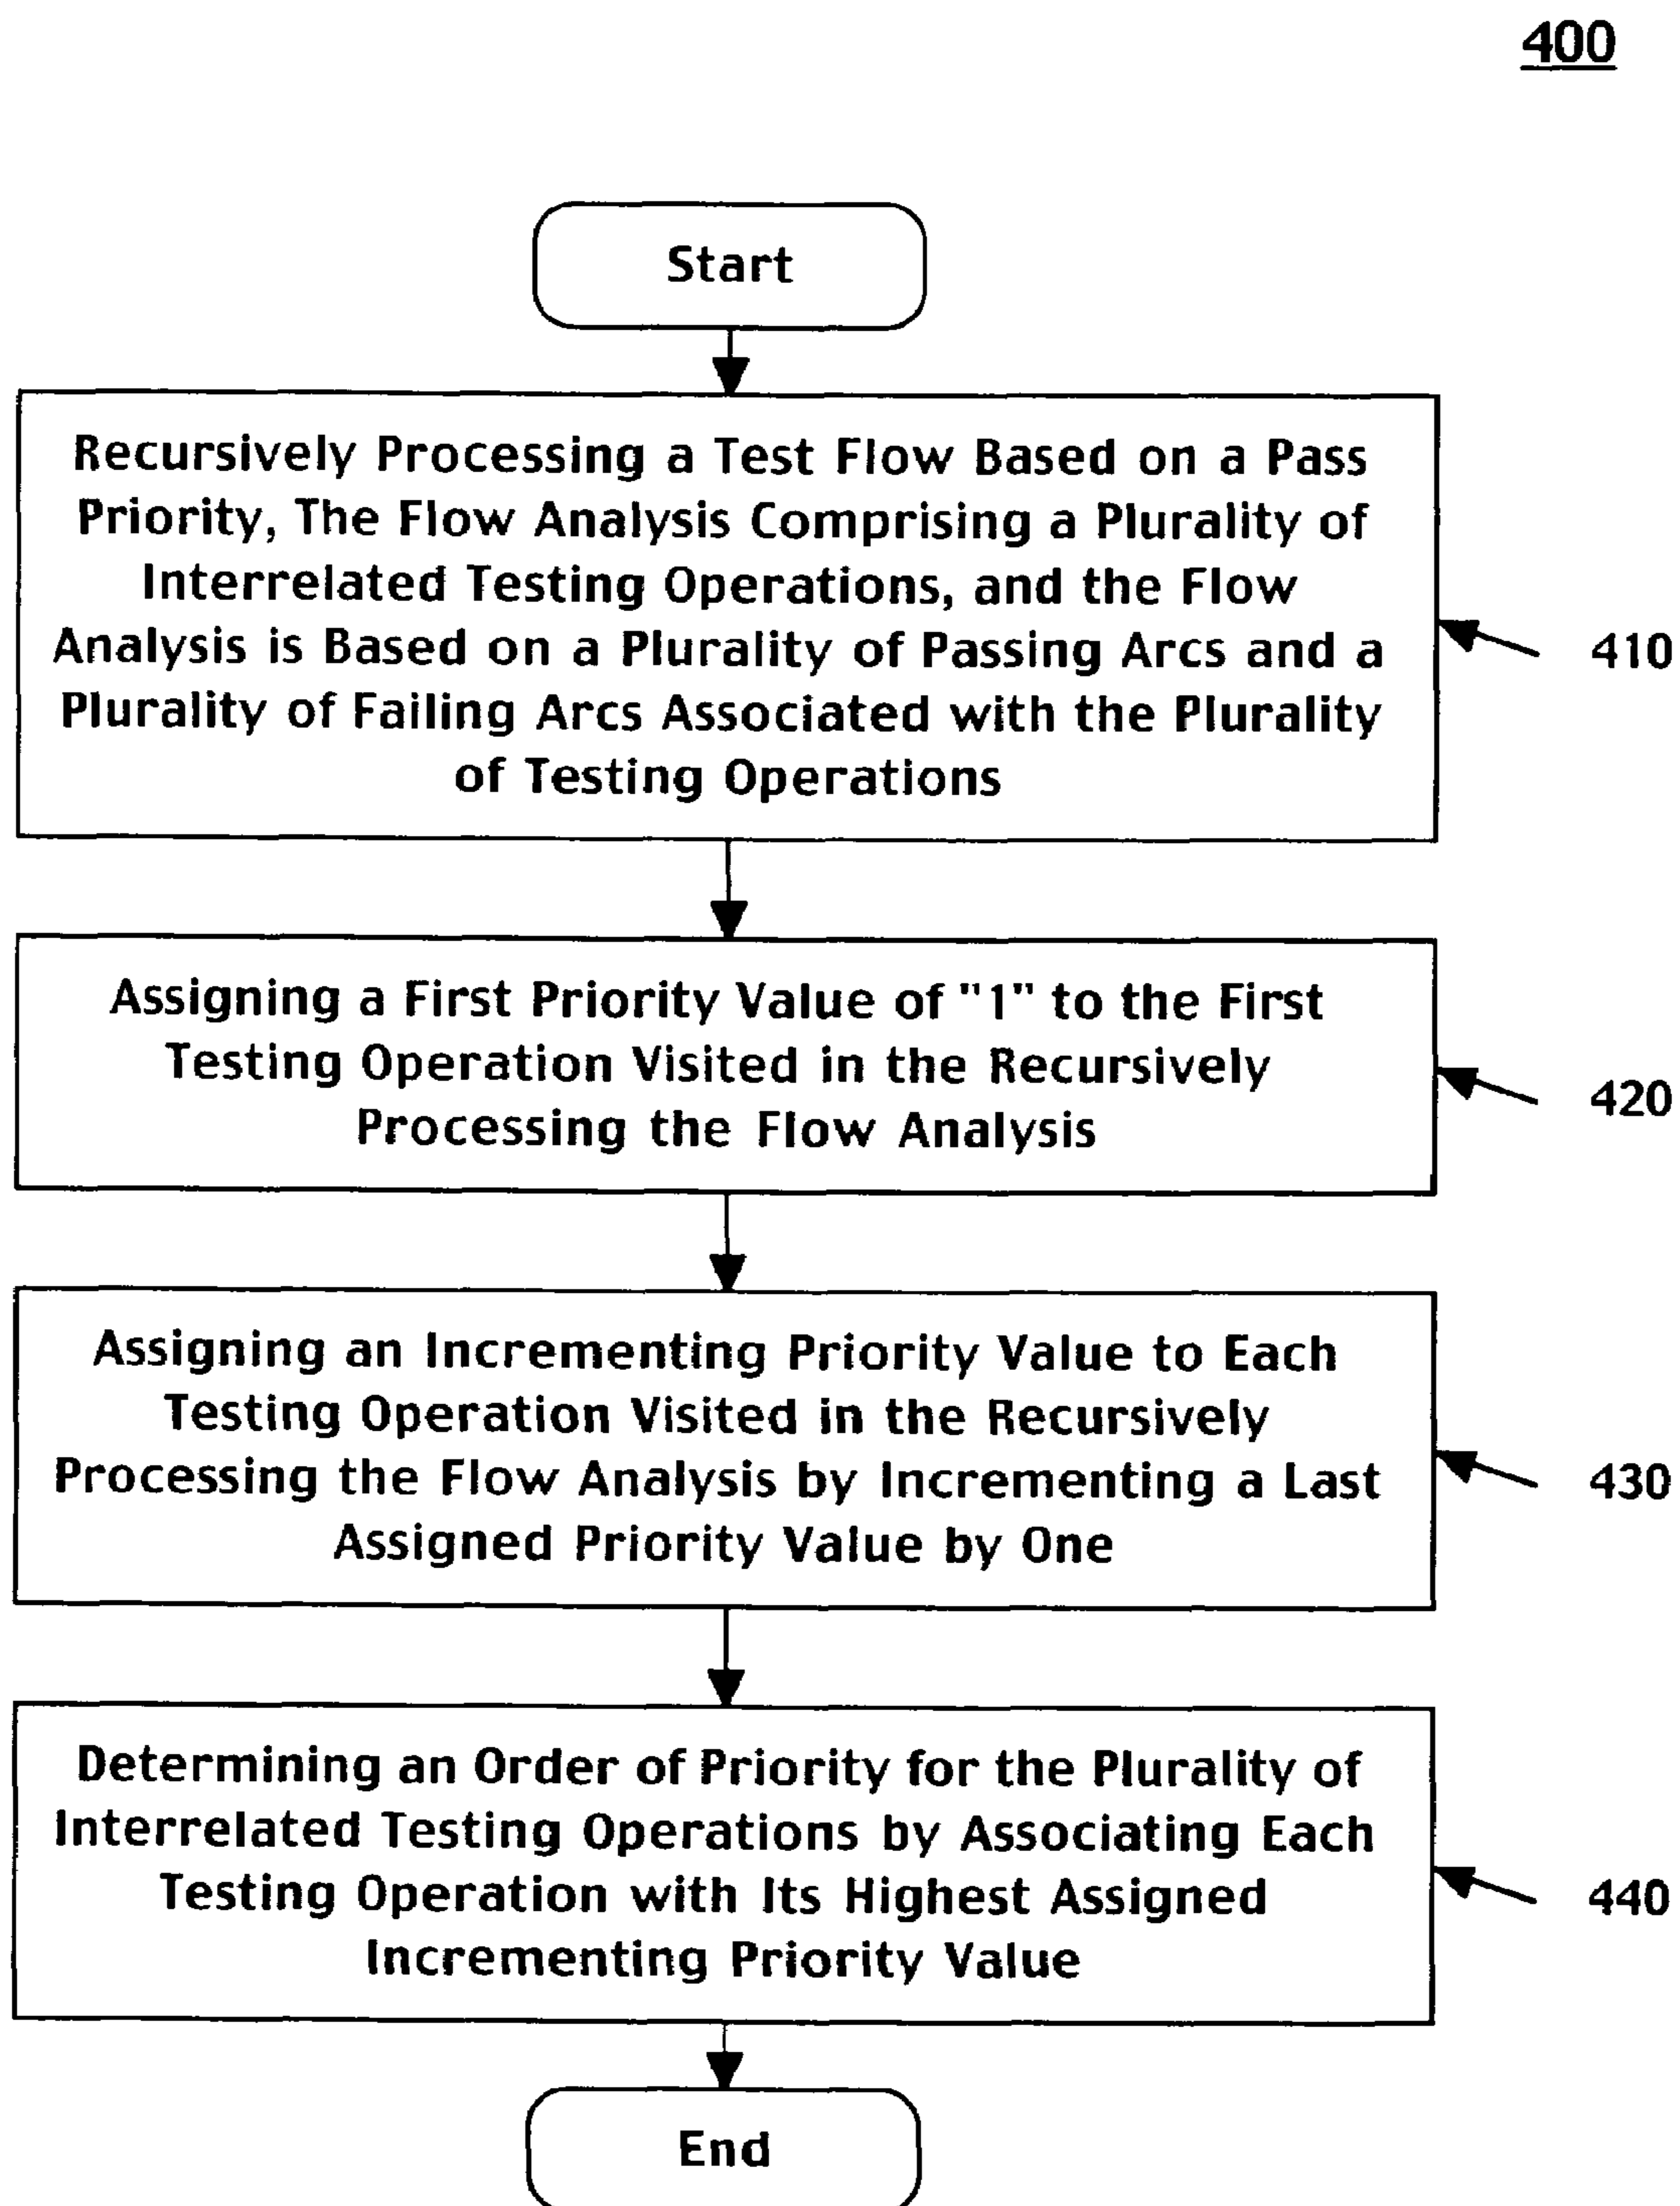 400
Start
Recursively Processing a Test Flow Based on a Pass
Priority, The Flow Analysis Comprising a Plurality of
Interrelated Testing Operations, and the Flow
Analysis is Based on a Plurality of Passing Arcs and a
Plurality of Failing Arcs Associated with the Plurality
of Testing Operations
410
Assigning a First Priority Value of "1" to the First
Testing Operation Visited in the Recursively
Processing the Flow Analysis
420
Assigning an Incrementing Priority Value to Each
Testing Operation Visited in the Recursively
Processing the Flow Analysis by Incrementing a Last
Assigned Priority Value by One
430
Determining an Order of Priority for the Plurality of
Interrelated Testing Operations by Associating Each
Testing Operation with Its Highest Assigned
Incrementing Priority Value
440
End